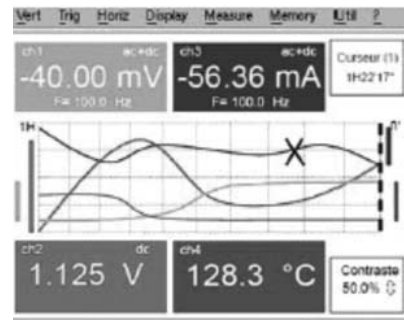 Vert Trig Horiz Display Measure Memory Util ?
ch1 ac+dc
-40.00 mV
F= 100.0 Hz
ch3 ac+dc
-56.36 mA
F= 100.0 Hz
Curseur (1)
1H22'17"
1H
ch2 dc
1.125 V
ch4
128.3 °C
Contraste
50.0%